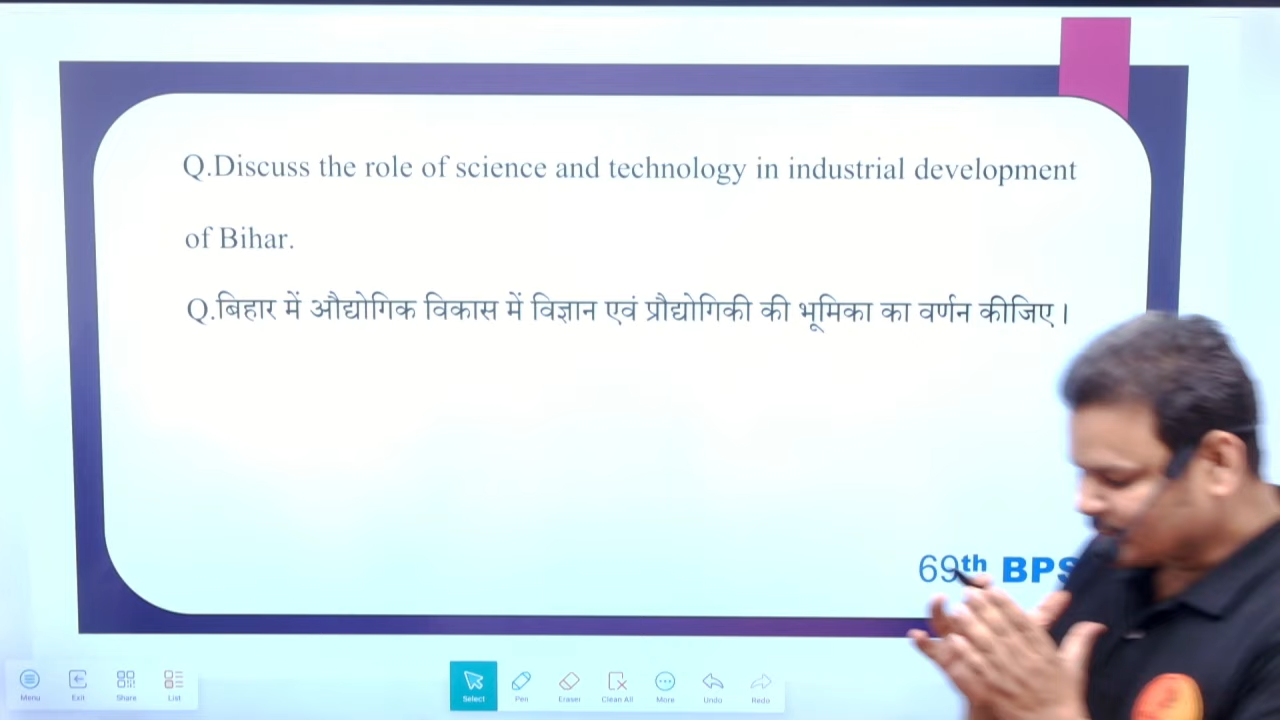 Q.Discuss the role of science and technology in industrial development
of Bihar.
Q.बिहार में औद्योगिक विकास में विज्ञान एवं प्रौद्योगिकी की भूमिका का वर्णन कीजिए।
69th BPS
Menu
Exit
Share
List
Select
Pen
Eraser
Clean All
More
Undo
Redo